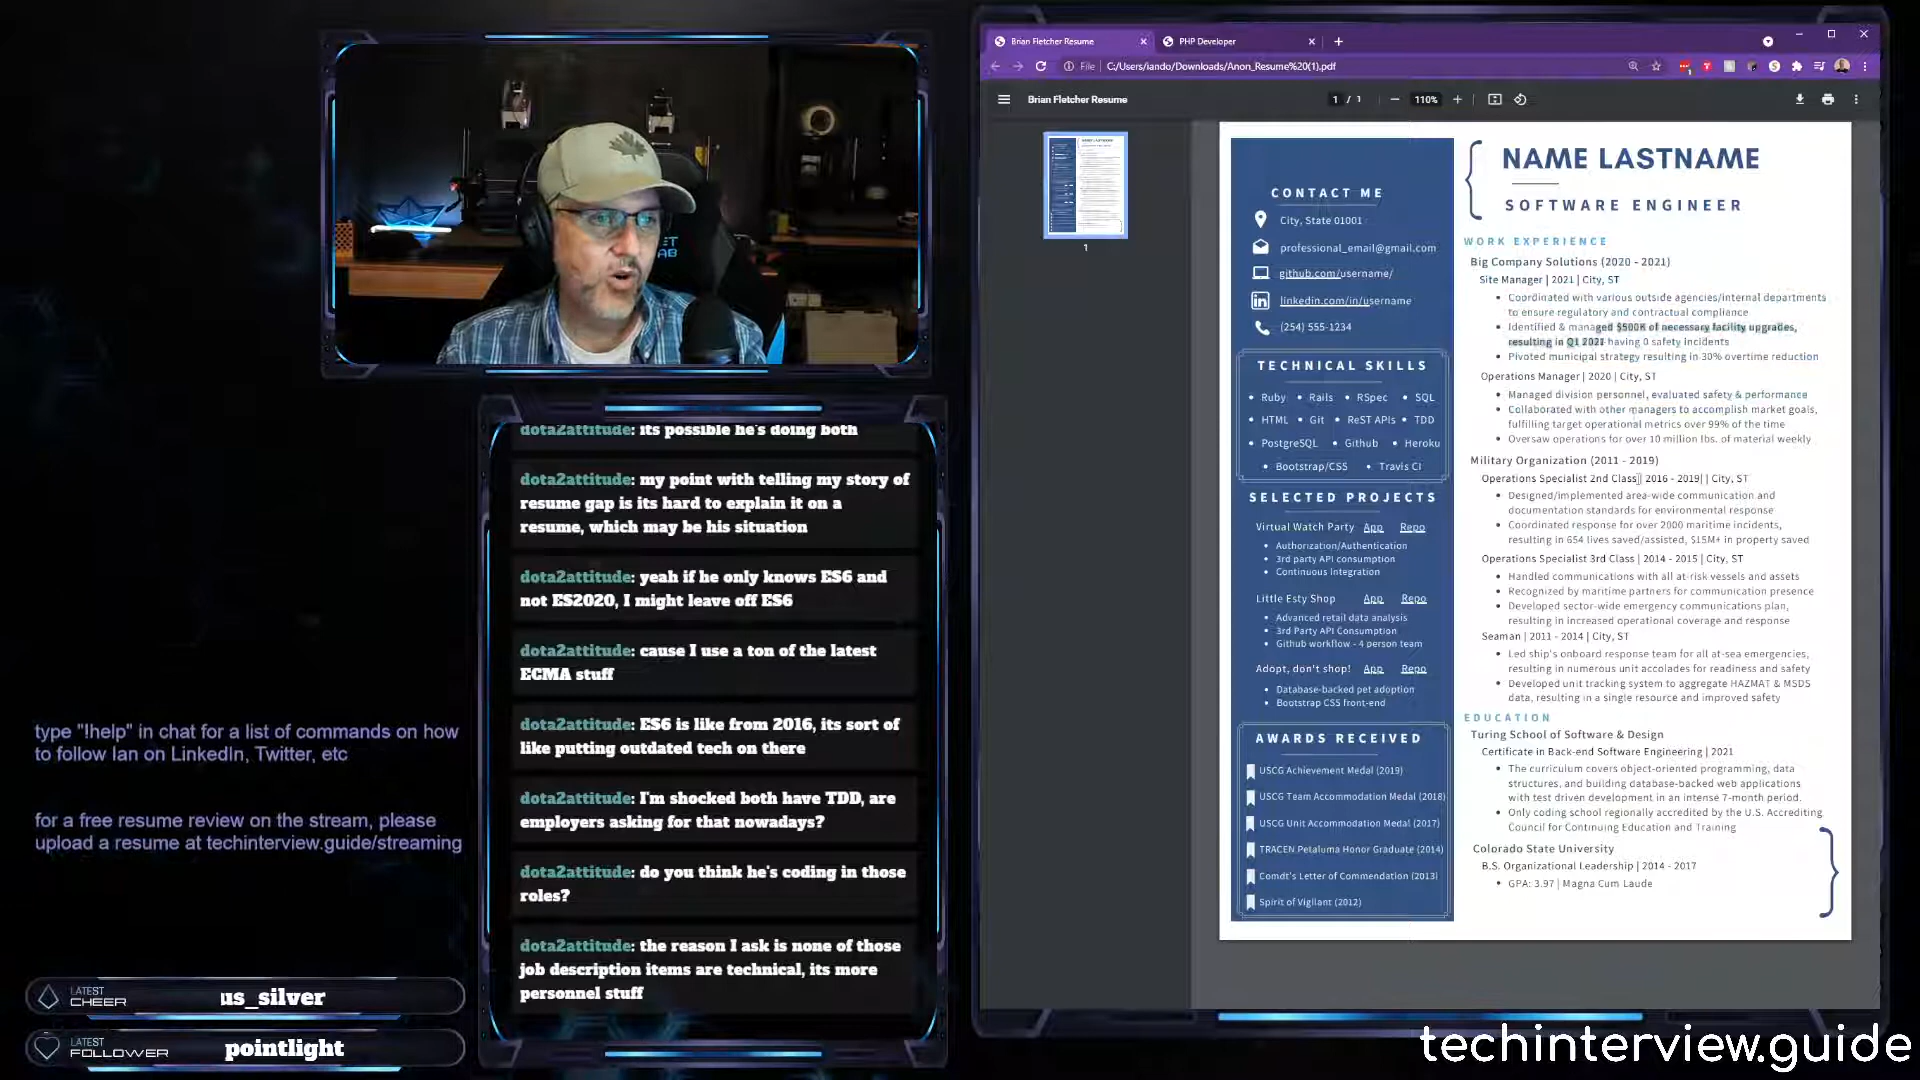 dota2attitude: its possible he's doing both
dota2attitude: my point with telling my story of
resume gap is its hard to explain it on a
resume, which may be his situation
dota2attitude: yeah if he only knows ES6 and
not ES2020, I might leave off ES6
dota2attitude: cause I use a ton of the latest
ECMA stuff
dota2attitude: ES6 is like from 2016, its sort of
like putting outdated tech on there
dota2attitude: I'm shocked both have TDD, are
employers asking for that nowadays?
dota2attitude: do you think he's coding in those
roles?
dota2attitude: the reason I ask is none of those
job description items are technical, its more
personnel stuff
type "!help" in chat for a list of commands on how
to follow Ian on LinkedIn, Twitter, etc
for a free resume review on the stream, please
upload a resume at techinterview.guide/streaming
LATEST
CHEER
us_silver
LATEST
FOLLOWER
pointlight
Brian Fletcher Resume
PHP Developer
File
C:/Users/iando/Downloads/Anon_Resume%20(1).pdf
Brian Fletcher Resume
1 / 1
110%
1
CONTACT ME
City, State 01001
professional_email@gmail.com
github.com/username/
linkedin.com/in/username
(254) 555-1234
TECHNICAL SKILLS
• Ruby • Rails • RSpec • SQL
• HTML • Git • ReST APIs • TDD
• PostgreSQL • Github • Heroku
• Bootstrap/CSS • Travis CI
SELECTED PROJECTS
Virtual Watch Party App Repo
• Authorization/Authentication
• 3rd party API consumption
• Continuous Integration
Little Esty Shop App Repo
• Advanced retail data analysis
• 3rd Party API Consumption
• Github workflow - 4 person team
Adopt, don't shop! App Repo
• Database-backed pet adoption
• Bootstrap CSS front-end
AWARDS RECEIVED
USCG Achievement Medal (2019)
USCG Team Accommodation Medal (2018)
USCG Unit Accommodation Medal (2017)
TRACEN Petaluma Honor Graduate (2014)
Comdt's Letter of Commendation (2013)
Spirit of Vigilant (2012)
NAME LASTNAME
SOFTWARE ENGINEER
WORK EXPERIENCE
Big Company Solutions (2020 - 2021)
Site Manager | 2021 | City, ST
• Coordinated with various outside agencies/internal departments
to ensure regulatory and contractual compliance
• Identified & managed $500K of necessary facility upgrades,
resulting in Q1 2021 having 0 safety incidents
• Pivoted municipal strategy resulting in 30% overtime reduction
Operations Manager | 2020 | City, ST
• Managed division personnel, evaluated safety & performance
• Collaborated with other managers to accomplish market goals,
fulfilling target operational metrics over 99% of the time
• Oversaw operations for over 10 million lbs. of material weekly
Military Organization (2011 - 2019)
Operations Specialist 2nd Class| 2016 - 2019| | City, ST
• Designed/implemented area-wide communication and
documentation standards for environmental response
• Coordinated response for over 2000 maritime incidents,
resulting in 654 lives saved/assisted, $15M+ in property saved
Operations Specialist 3rd Class | 2014 - 2015 | City, ST
• Handled communications with all at-risk vessels and assets
• Recognized by maritime partners for communication presence
• Developed sector-wide emergency communications plan,
resulting in increased operational coverage and response
Seaman | 2011 - 2014 | City, ST
• Led ship's onboard response team for all at-sea emergencies,
resulting in numerous unit accolades for readiness and safety
• Developed unit tracking system to aggregate HAZMAT & MSDS
data, resulting in a single resource and improved safety
EDUCATION
Turing School of Software & Design
Certificate in Back-end Software Engineering | 2021
• The curriculum covers object-oriented programming, data
structures, and building database-backed web applications
with test driven development in an intense 7-month period.
• Only coding school regionally accredited by the U.S. Accrediting
Council for Continuing Education and Training
Colorado State University
B.S. Organizational Leadership | 2014 - 2017
• GPA: 3.97 | Magna Cum Laude
techinterview.guide